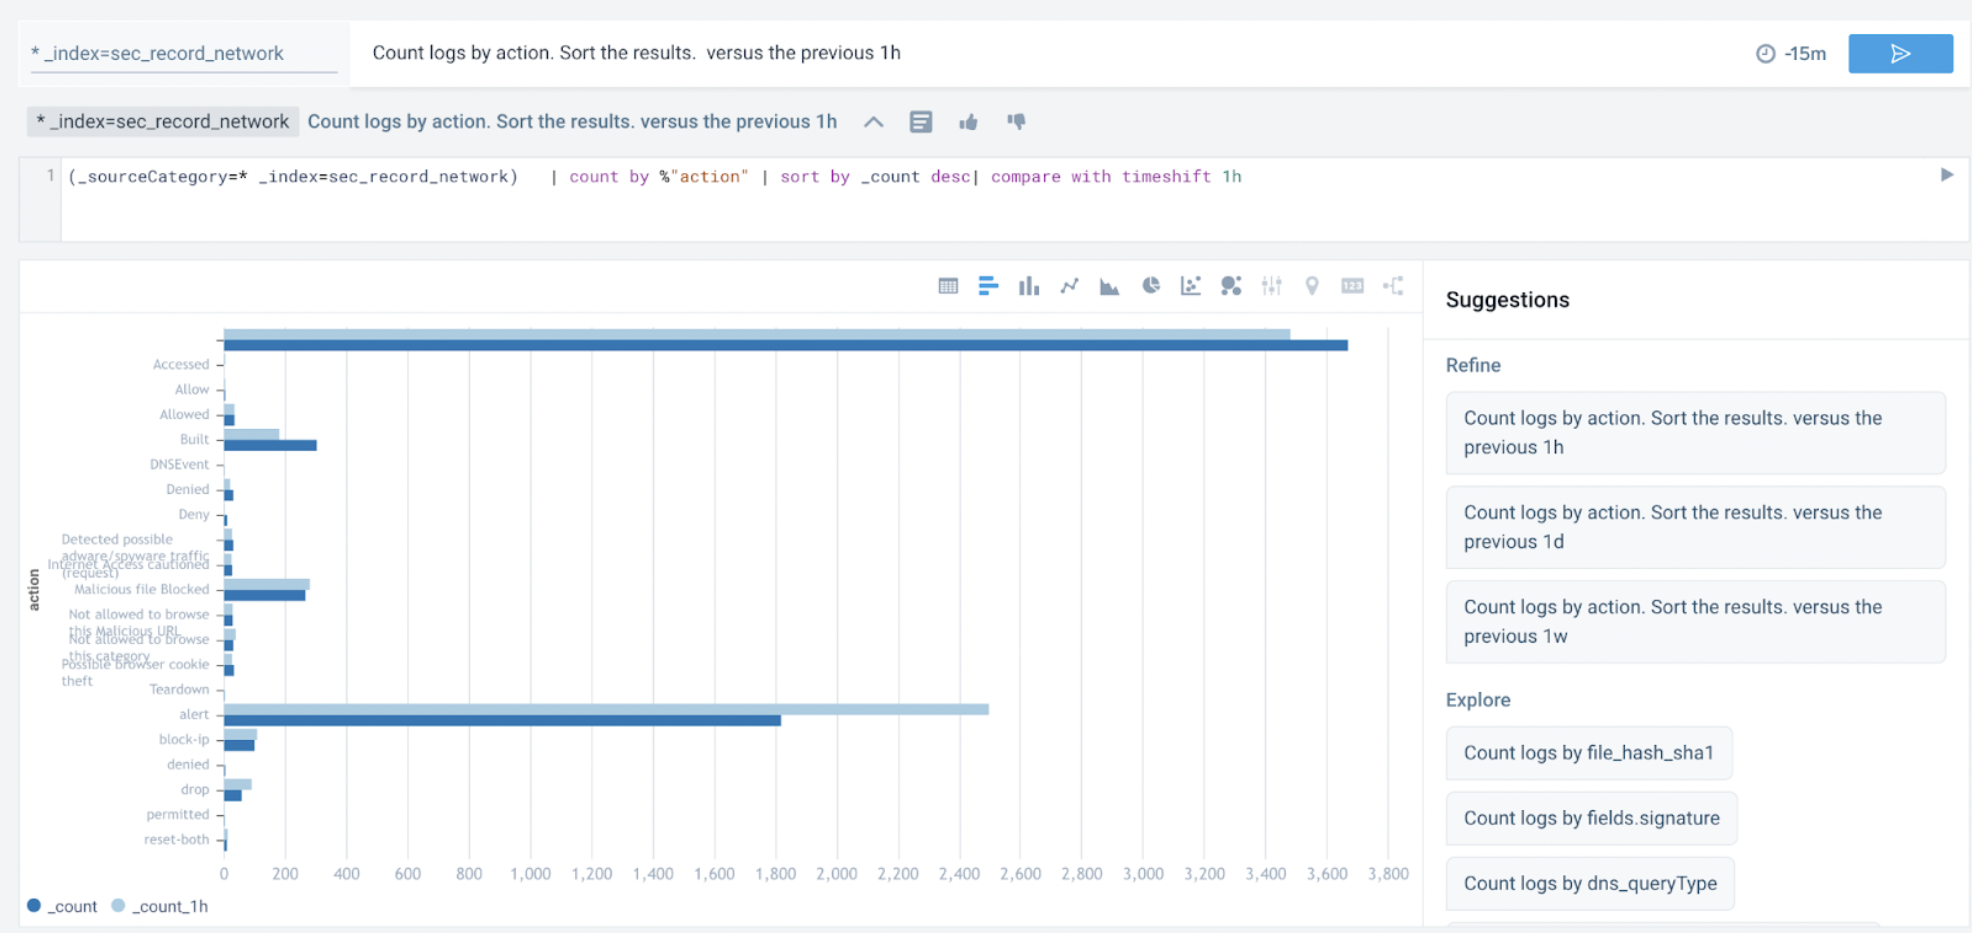 * _index=sec_record_network
Count logs by action. Sort the results.  versus the previous 1h
-15m
* _index=sec_record_network
Count logs by action. Sort the results. versus the previous 1h
1
(_sourceCategory=* _index=sec_record_network)   | count by %"action" | sort by _count desc| compare with timeshift 1h
123
action
Accessed
Allow
Allowed
Built
DNSEvent
Denied
Deny
Detected possible
adware/spyware traffic
(request)
Internet Access cautioned
Malicious file Blocked
Not allowed to browse
this Malicious URL
Not allowed to browse
this category
Possible browser cookie
theft
Teardown
alert
block-ip
denied
drop
permitted
reset-both
0 200 400 600 800 1,000 1,200 1,400 1,600 1,800 2,000 2,200 2,400 2,600 2,800 3,000 3,200 3,400 3,600 3,800
_count _count_1h
Suggestions
Refine
Count logs by action. Sort the results. versus the
previous 1h
Count logs by action. Sort the results. versus the
previous 1d
Count logs by action. Sort the results. versus the
previous 1w
Explore
Count logs by file_hash_sha1
Count logs by fields.signature
Count logs by dns_queryType